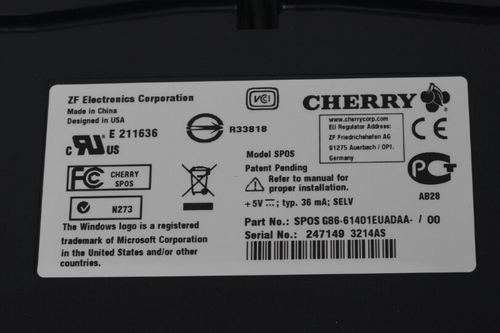 ZF Electronics Corporation
Made in China
Designed in USA
E 211636
c RU US
R33818
VCI
CHERRY
www.cherrycorp.com
EU Regulator Address:
ZF Friedrichshafen AG
91275 Auerbach / OPf.
Germany
CE
FC CHERRY
SPOS
N273
Model SPOS
Patent Pending
Refer to manual for
proper installation.
+5V ; typ. 36 mA; SELV
AB28
The Windows logo is a registered
trademark of Microsoft Corporation
in the United States and/or other
countries.
Part No.: SPOS G86-61401EUADAA- / 00
Serial No.: 247149 3214AS